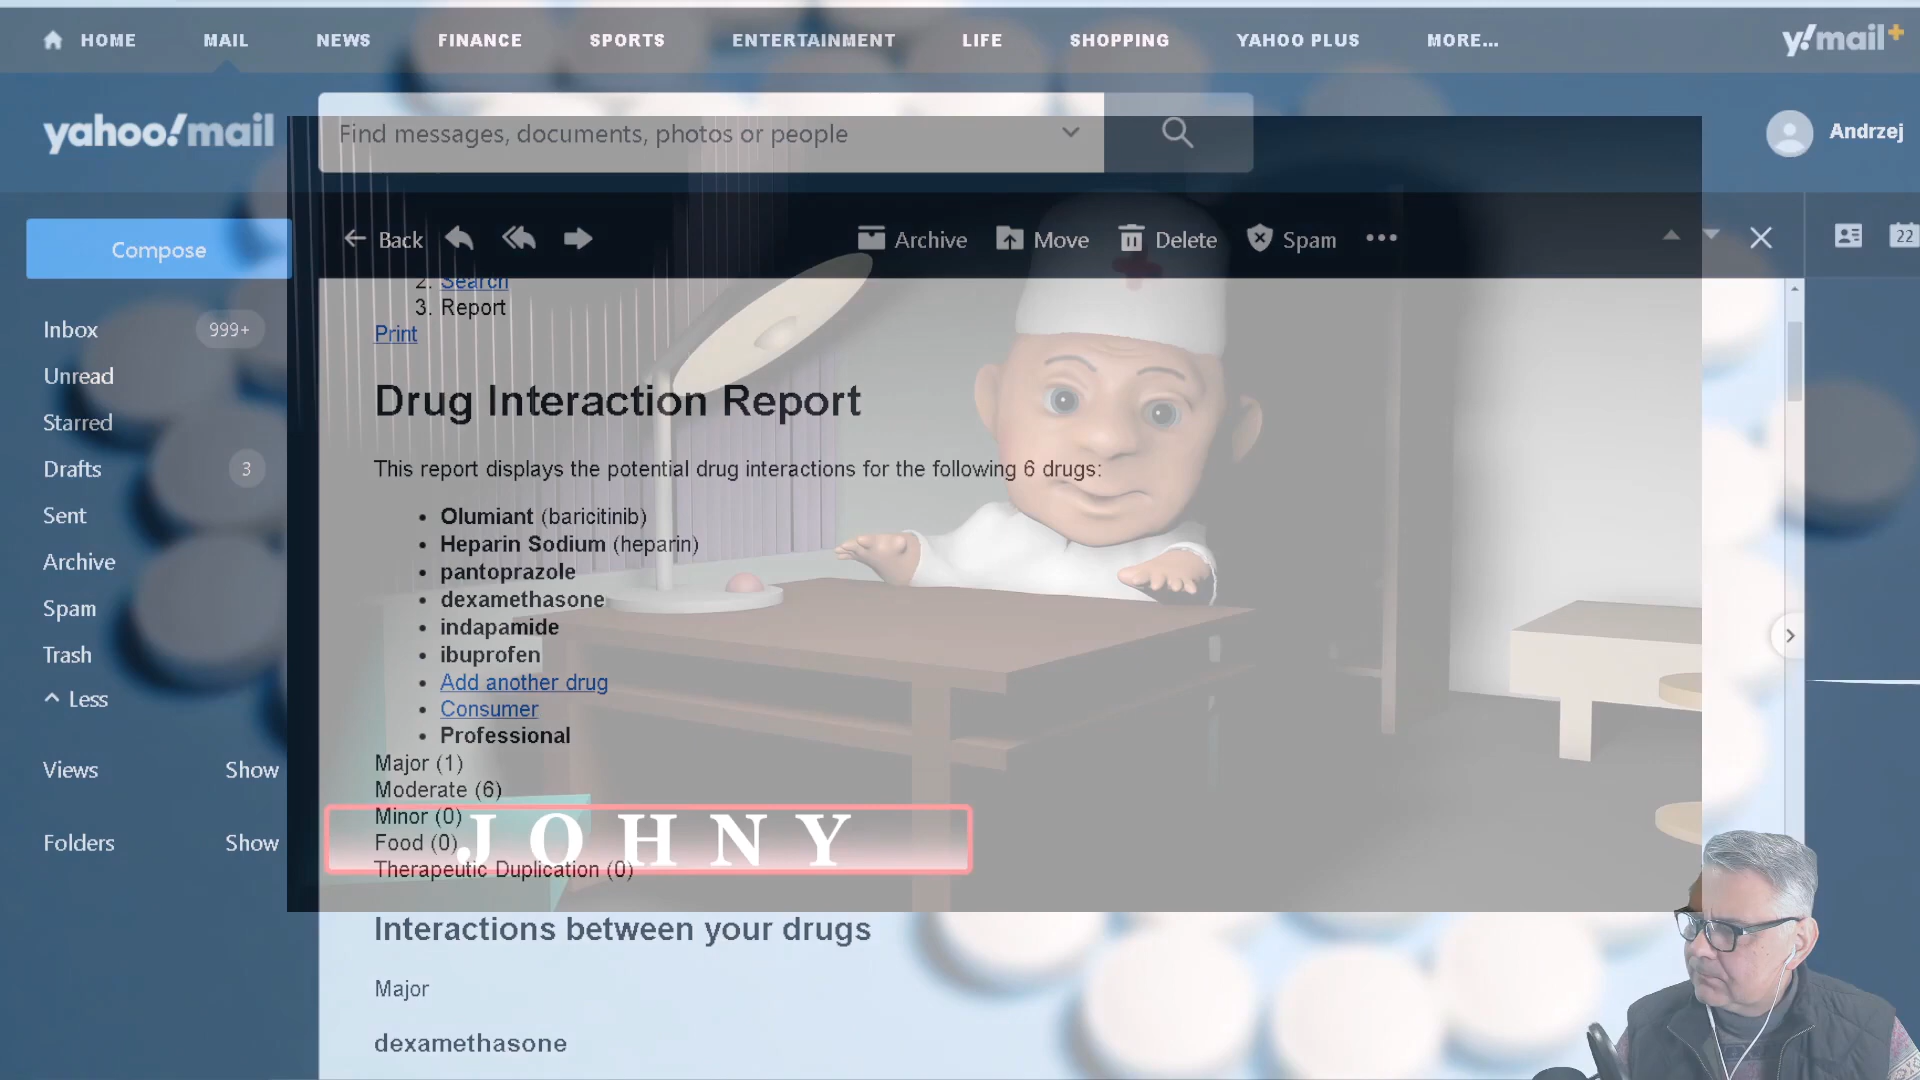 HOME MAIL NEWS FINANCE SPORTS ENTERTAINMENT LIFE SHOPPING YAHOO PLUS MORE... y!mail+
yahoo!mail Find messages, documents, photos or people Andrzej
Compose Back Archive Move Delete Spam ••• 22
2. Search
Inbox 999+
3. Report
Print
Unread
Starred
Drafts 3
Sent
Archive
Spam
Trash
Less
Views Show
Folders Show
Drug Interaction Report
This report displays the potential drug interactions for the following 6 drugs:
• Olumiant (baricitinib)
• Heparin Sodium (heparin)
• pantoprazole
• dexamethasone
• indapamide
• ibuprofen
• Add another drug
• Consumer
• Professional
Major (1)
Moderate (6)
Minor (0)
Food (0)
JOHNY
Therapeutic Duplication (0)
Interactions between your drugs
Major
dexamethasone